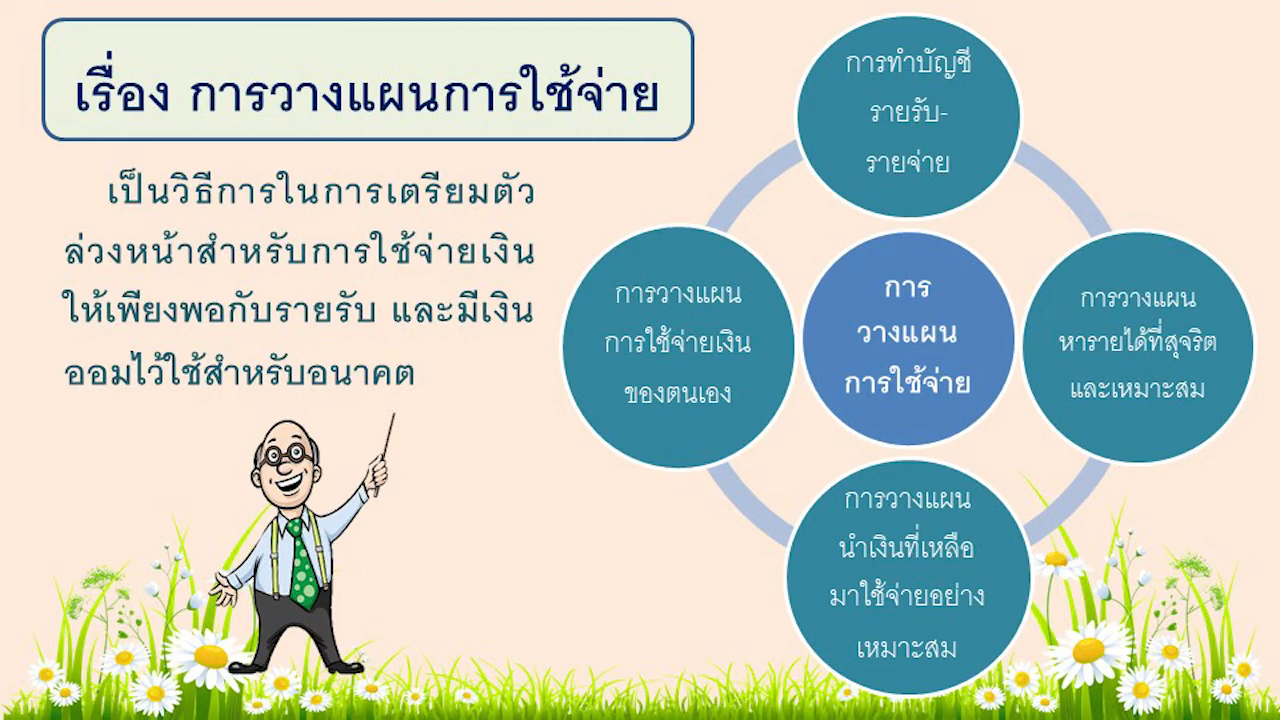 เรื่อง การวางแผนการใช้จ่าย
เป็นวิธีการในการเตรียมตัว
ล่วงหน้าสำหรับการใช้จ่ายเงิน
ให้เพียงพอกับรายรับ และมีเงิน
ออมไว้ใช้สำหรับอนาคต
การทำบัญชี
รายรับ-
รายจ่าย
การวางแผน
การใช้จ่ายเงิน
ของตนเอง
การ
วางแผน
การใช้จ่าย
การวางแผน
หารายได้ที่สุจริต
และเหมาะสม
การวางแผน
นำเงินที่เหลือ
มาใช้จ่ายอย่าง
เหมาะสม